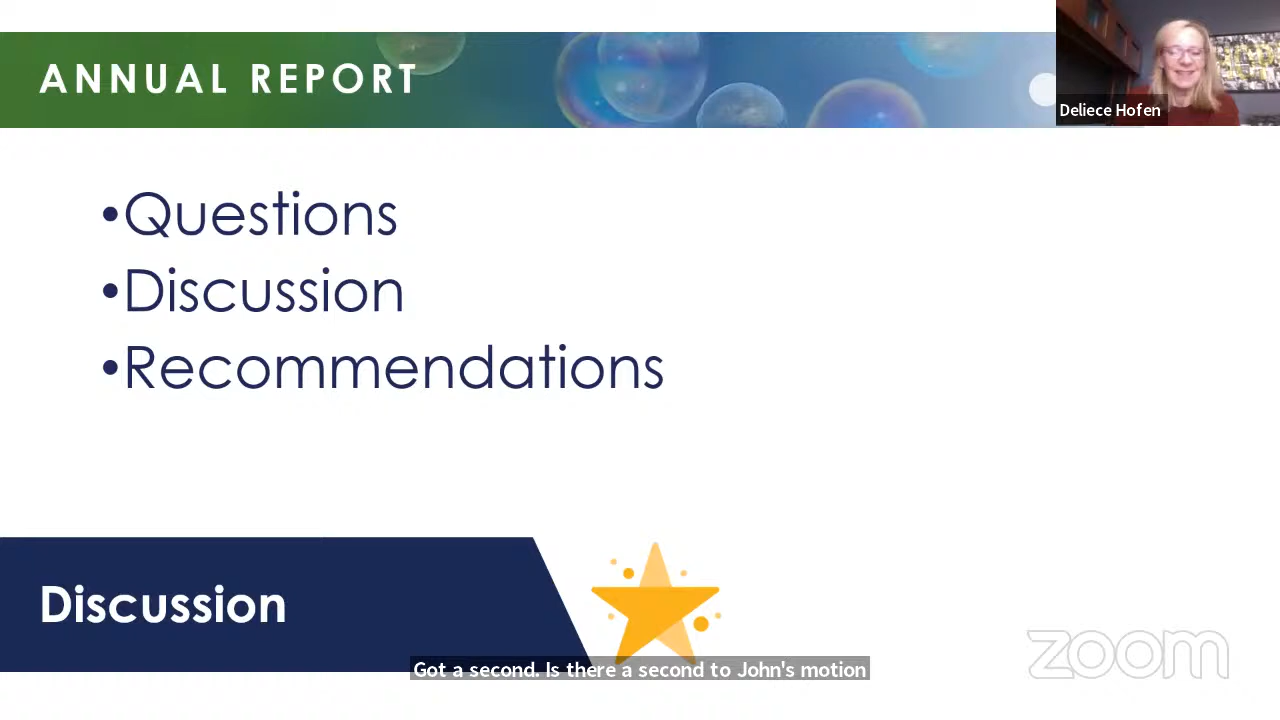 ANNUAL REPORT
Deliece Hofen
•Questions
•Discussion
•Recommendations
Discussion
zoom
Got a second. Is there a second to John's motion